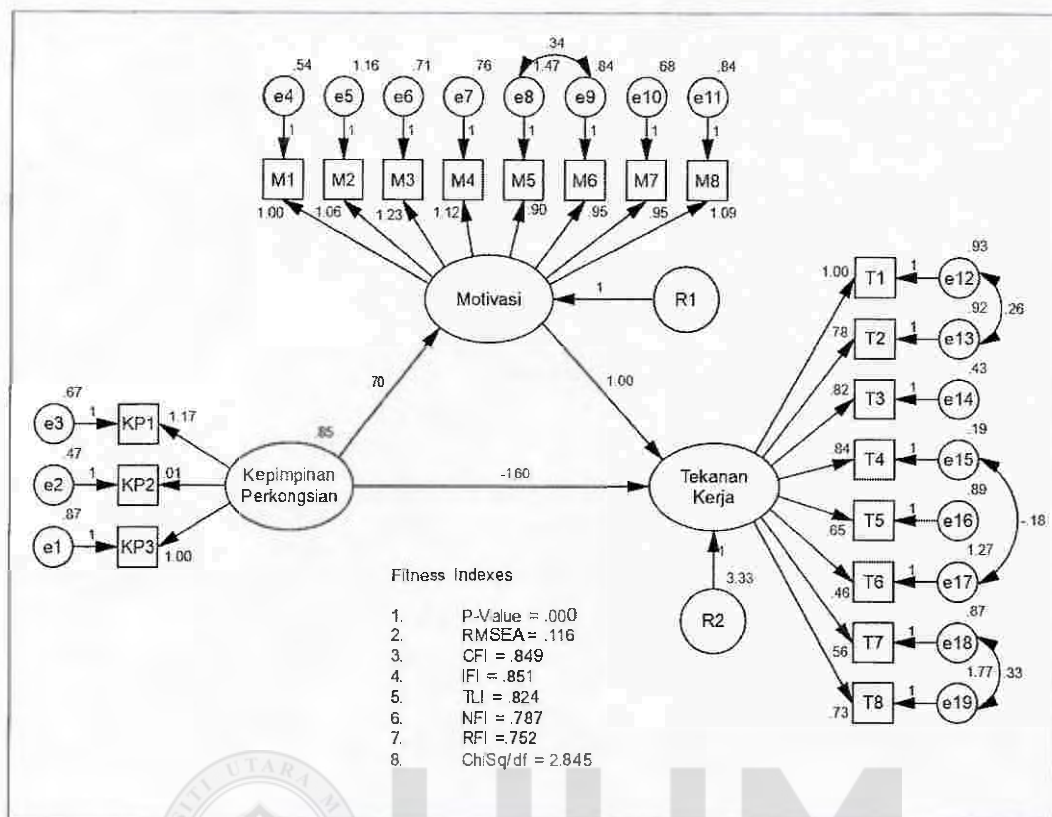 .34
.54 1.16 .71 .76 1.47 .84 .68 .84
e4 e5 e6 e7 e8 e9 e10 e11
1 1 1 1 1 1 1 1
M1 M2 M3 M4 M5 M6 M7 M8
1.00 1.06 1.23 1.12 .90 .95 .95 1.09
Motivasi
1
R1
70
1.00
.67
e3 1 KP1 1.17
.47
e2 1 KP2 .01
.87
e1 1 KP3 1.00
.85
Kepimpinan
Perkongsian
-160
Tekanan
Kerja
1
3.33
R2
.93
1.00 T1 1 e12
.26
.92
.78 T2 1 e13
.43
.82 T3 1 e14
.19
.84 T4 1 e15
.89
.65 T5 1 e16
-.18
1.27
.46 T6 1 e17
.87
.56 T7 1 e18
1.77 .33
.73 T8 1 e19
Fitness Indexes
1. P-Value = .000
2. RMSEA = .116
3. CFI = .849
4. IFI = .851
5. TLI = .824
6. NFI = .787
7. RFI = .752
8. ChiSq/df = 2.845
UTARA
UUM